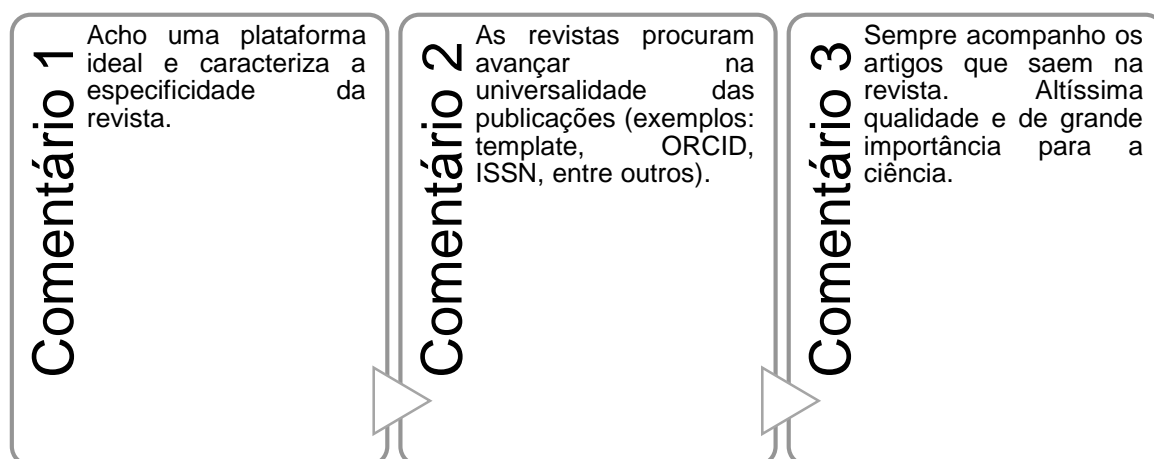 Comentário 1
Acho uma plataforma
ideal e caracteriza a
especificidade da
revista.
Comentário 2
As revistas procuram
avançar na
universalidade das
publicações (exemplos:
template, ORCID,
ISSN, entre outros).
Comentário 3
Sempre acompanho os
artigos que saem na
revista. Altíssima
qualidade e de grande
importância para a
ciência.